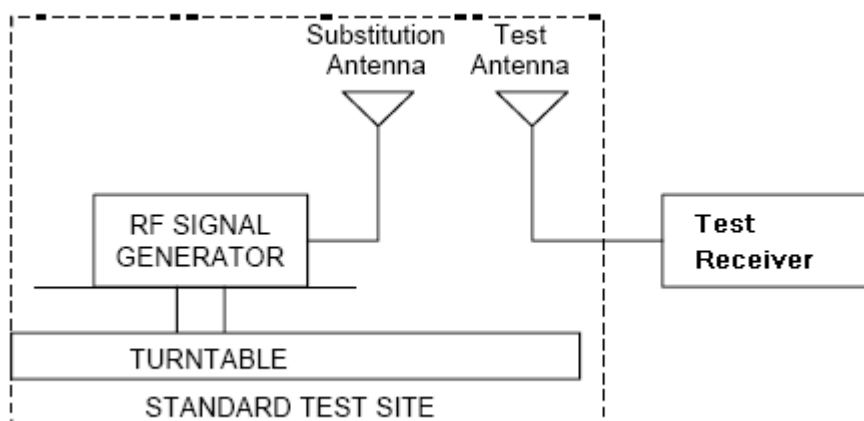 Substitution
Antenna
Test
Antenna
RF SIGNAL
GENERATOR
Test
Receiver
TURNTABLE
STANDARD TEST SITE